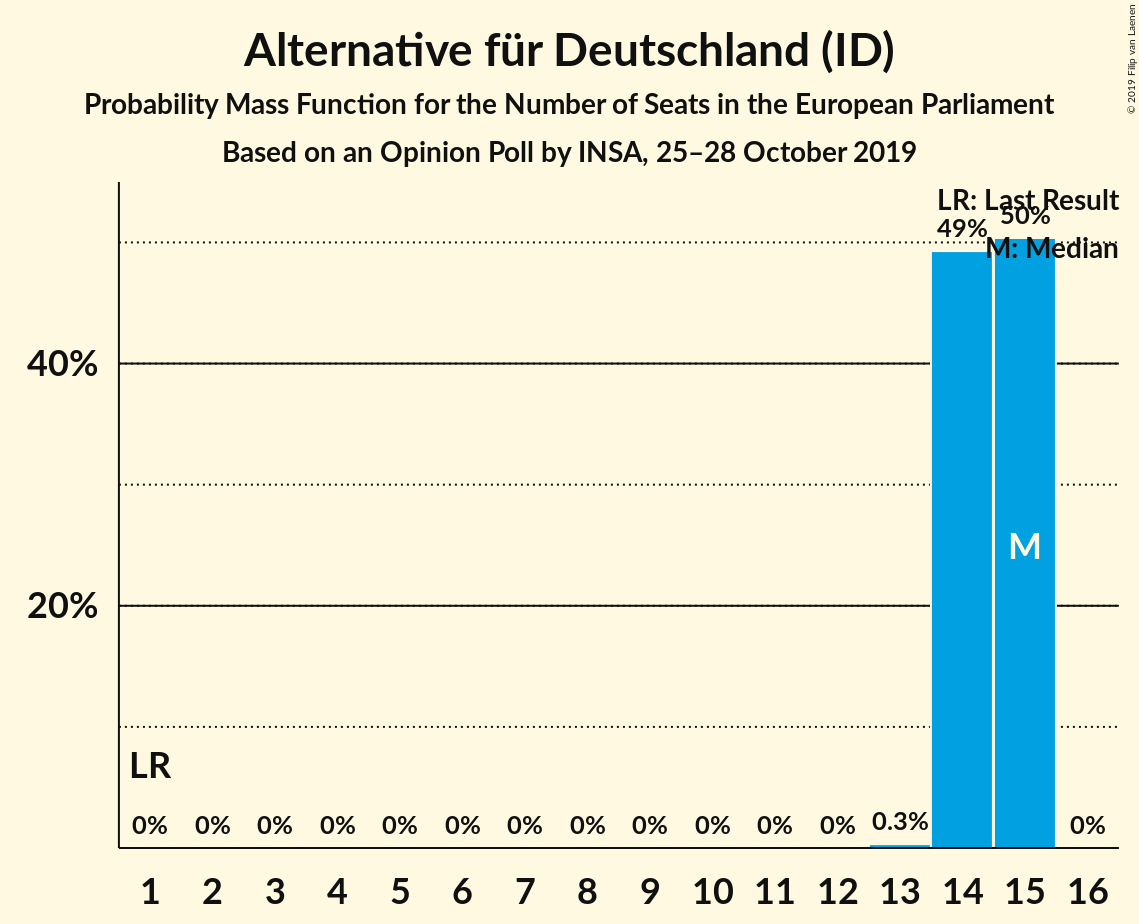 Alternative für Deutschland (ID)
Probability Mass Function for the Number of Seats in the European Parliament
Based on an Opinion Poll by INSA, 25–28 October 2019
© 2019 Filip van Laenen
LR: Last Result
M: Median
49%
50%
40%
20%
M
LR
0% 0% 0% 0% 0% 0% 0% 0% 0% 0% 0% 0% 0.3% 0%
1 2 3 4 5 6 7 8 9 10 11 12 13 14 15 16